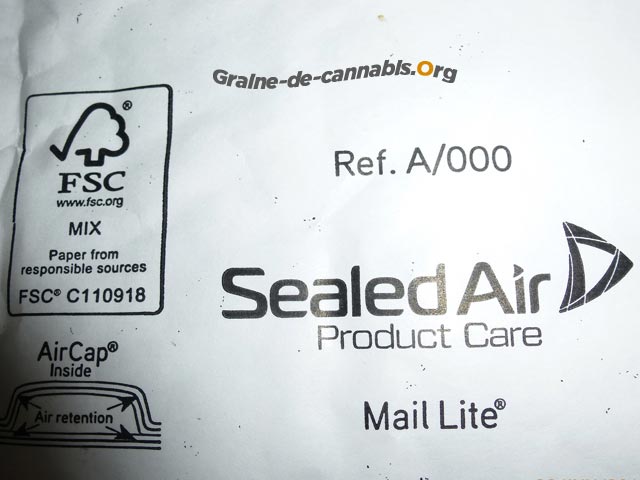 Graine-de-cannabis.Org
Ref. A/000
FSC®
www.fsc.org
MIX
Paper from
responsible sources
FSC® C110918
Sealed Air
Product Care
AirCap®
Inside
Air retention
Mail Lite®